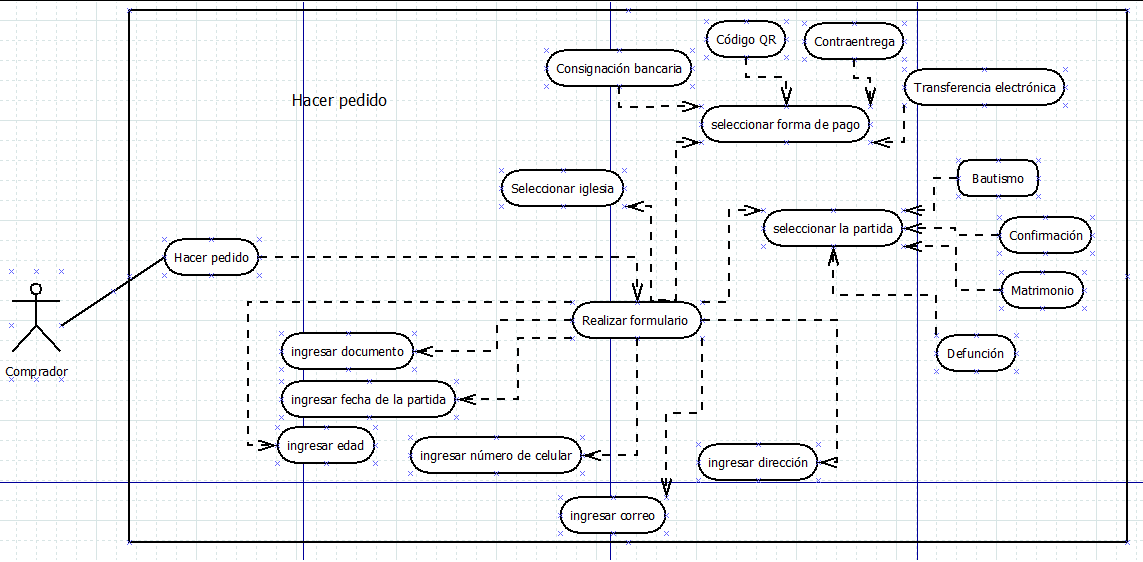 Código QR
Contraentrega
Consignación bancaria
Transferencia electrónica
Hacer pedido
seleccionar forma de pago
Bautismo
Seleccionar iglesia
seleccionar la partida
Confirmación
Hacer pedido
Matrimonio
Realizar formulario
ingresar documento
Defunción
Comprador
ingresar fecha de la partida
ingresar edad
ingresar número de celular
ingresar dirección
ingresar correo